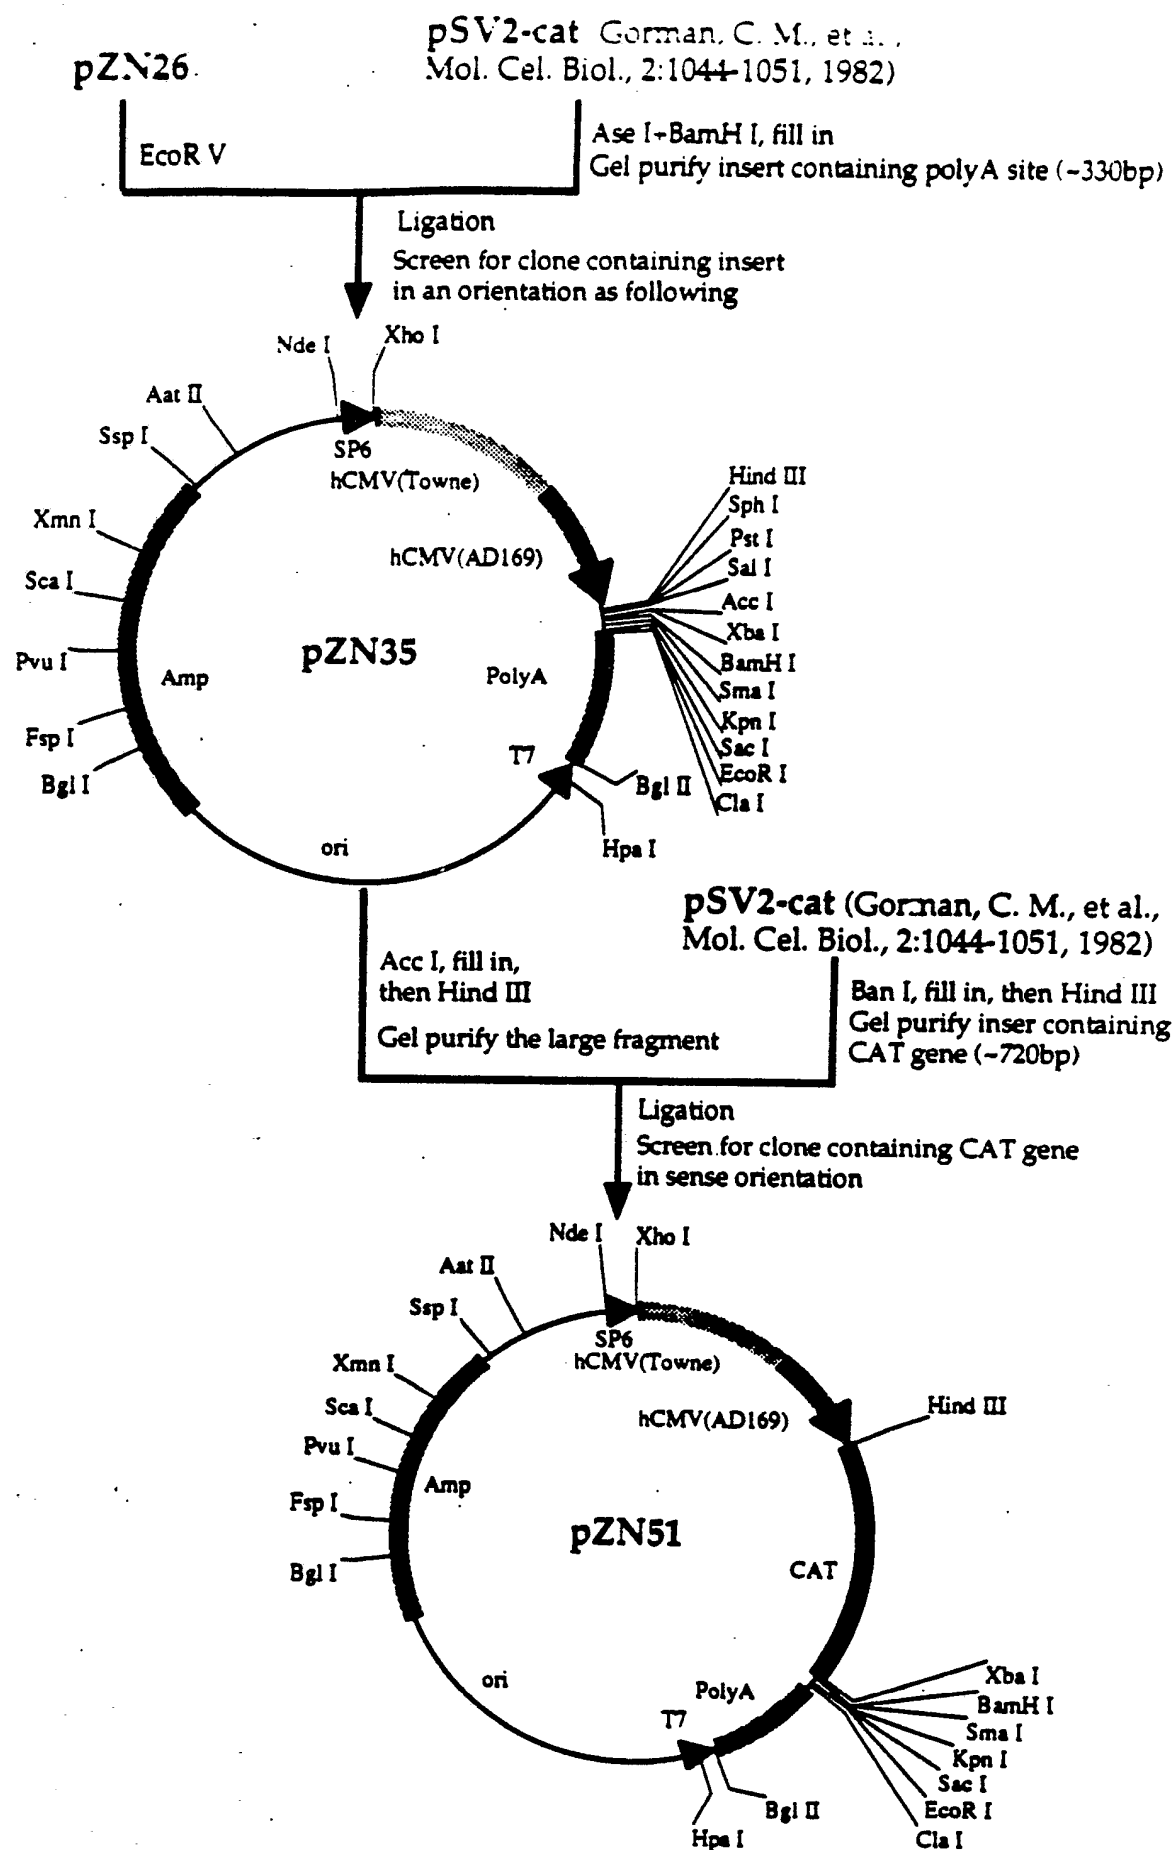 pZN26
pSV2-cat Gorman, C. M., et a.,
Mol. Cel. Biol., 2:1044-1051, 1982)
EcoR V
Ase I+BamH I, fill in
Gel purify insert containing polyA site (~330bp)
Ligation
Screen for clone containing insert
in an orientation as following
Nde I
Xho I
Aat II
Ssp I
Xmn I
Sca I
Pvu I
Fsp I
Bgl I
SP6
hCMV(Towne)
hCMV(AD169)
pZN35
Amp
PolyA
T7
ori
Hind III
Sph I
Pst I
Sal I
Acc I
Xba I
BamH I
Sma I
Kpn I
Sac I
EcoR I
Cla I
Bgl II
Hpa I
pSV2-cat (Gorman, C. M., et al.,
Mol. Cel. Biol., 2:1044-1051, 1982)
Acc I, fill in,
then Hind III
Gel purify the large fragment
Ban I, fill in, then Hind III
Gel purify inser containing
CAT gene (~720bp)
Ligation
Screen for clone containing CAT gene
in sense orientation
Nde I
Xho I
Aat II
Ssp I
Xmn I
Sca I
Pvu I
Fsp I
Bgl I
SP6
hCMV(Towne)
hCMV(AD169)
Hind III
Amp
pZN51
CAT
ori
PolyA
T7
Xba I
BamH I
Sma I
Kpn I
Sac I
EcoR I
Cla I
Bgl II
Hpa I